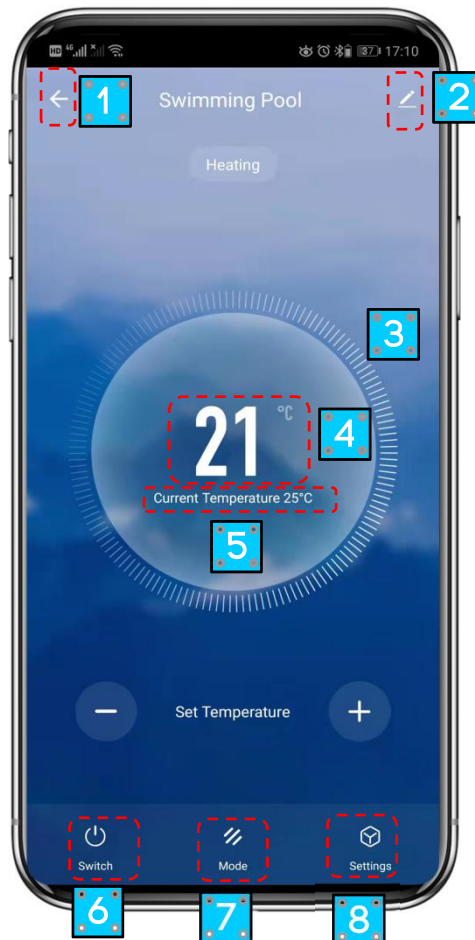 HD 4G 37 17:10
1 Swimming Pool 2
Heating
3
21 °C 4
Current Temperature 25°C
5
− Set Temperature +
Switch Mode Settings
6 7 8